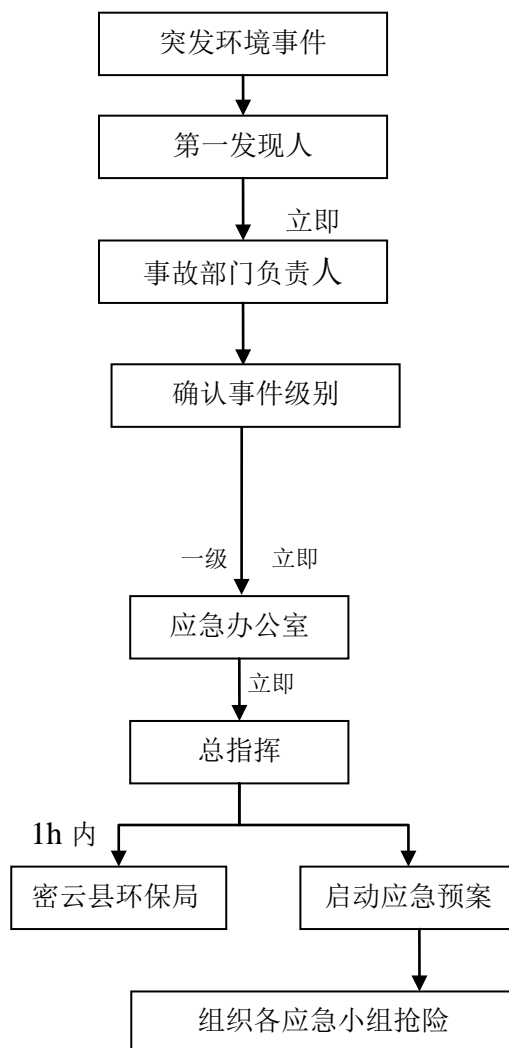 突发环境事件
第一发现人
立即
事故部门负责人
确认事件级别
一级 立即
应急办公室
立即
总指挥
1h 内
密云县环保局 启动应急预案
组织各应急小组抢险